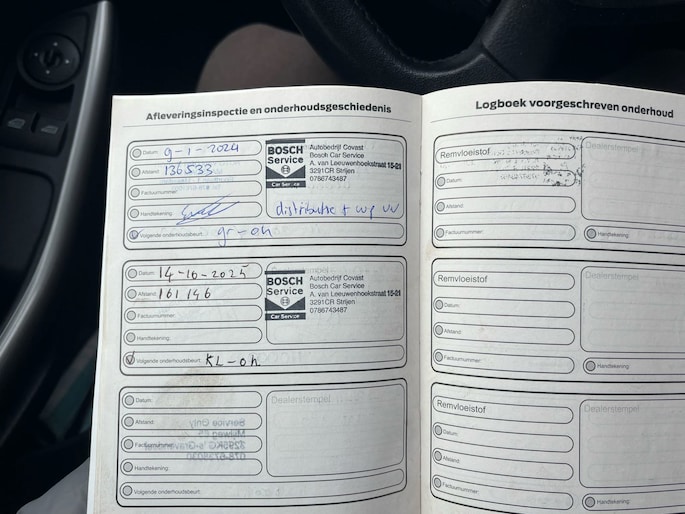 Afleveringsinspectie en onderhoudsgeschiedenis
Datum: 9-1-2024
Afstand: 136533
Factuurnummer:
Handtekening:
Volgende onderhoudsbeurt: gr-oh
BOSCH
Service
Car Service
Autobedrijf Covast
Bosch Car Service
A. van Leeuwenhoekstraat 15-21
3291CR Strijen
0786743487
distributie + wp vv
Datum: 14-10-2025
Afstand: 161146
Factuurnummer:
Handtekening:
Volgende onderhoudsbeurt: KL-oh
BOSCH
Service
Car Service
Autobedrijf Covast
Bosch Car Service
A. van Leeuwenhoekstraat 15-21
3291CR Strijen
0786743487
Datum:
Afstand:
Factuurnummer:
Handtekening:
Volgende onderhoudsbeurt:
Dealerstempel
Logboek voorgeschreven onderhoud
Remvloeistof
Datum:
Afstand:
Factuurnummer:
Dealerstempel
Handtekening:
Remvloeistof
Datum:
Afstand:
Factuurnummer:
Dealerste
Handtekening:
Remvloeistof
Datum:
Afstand:
Factuurnummer:
Dealerste
Handtekening: